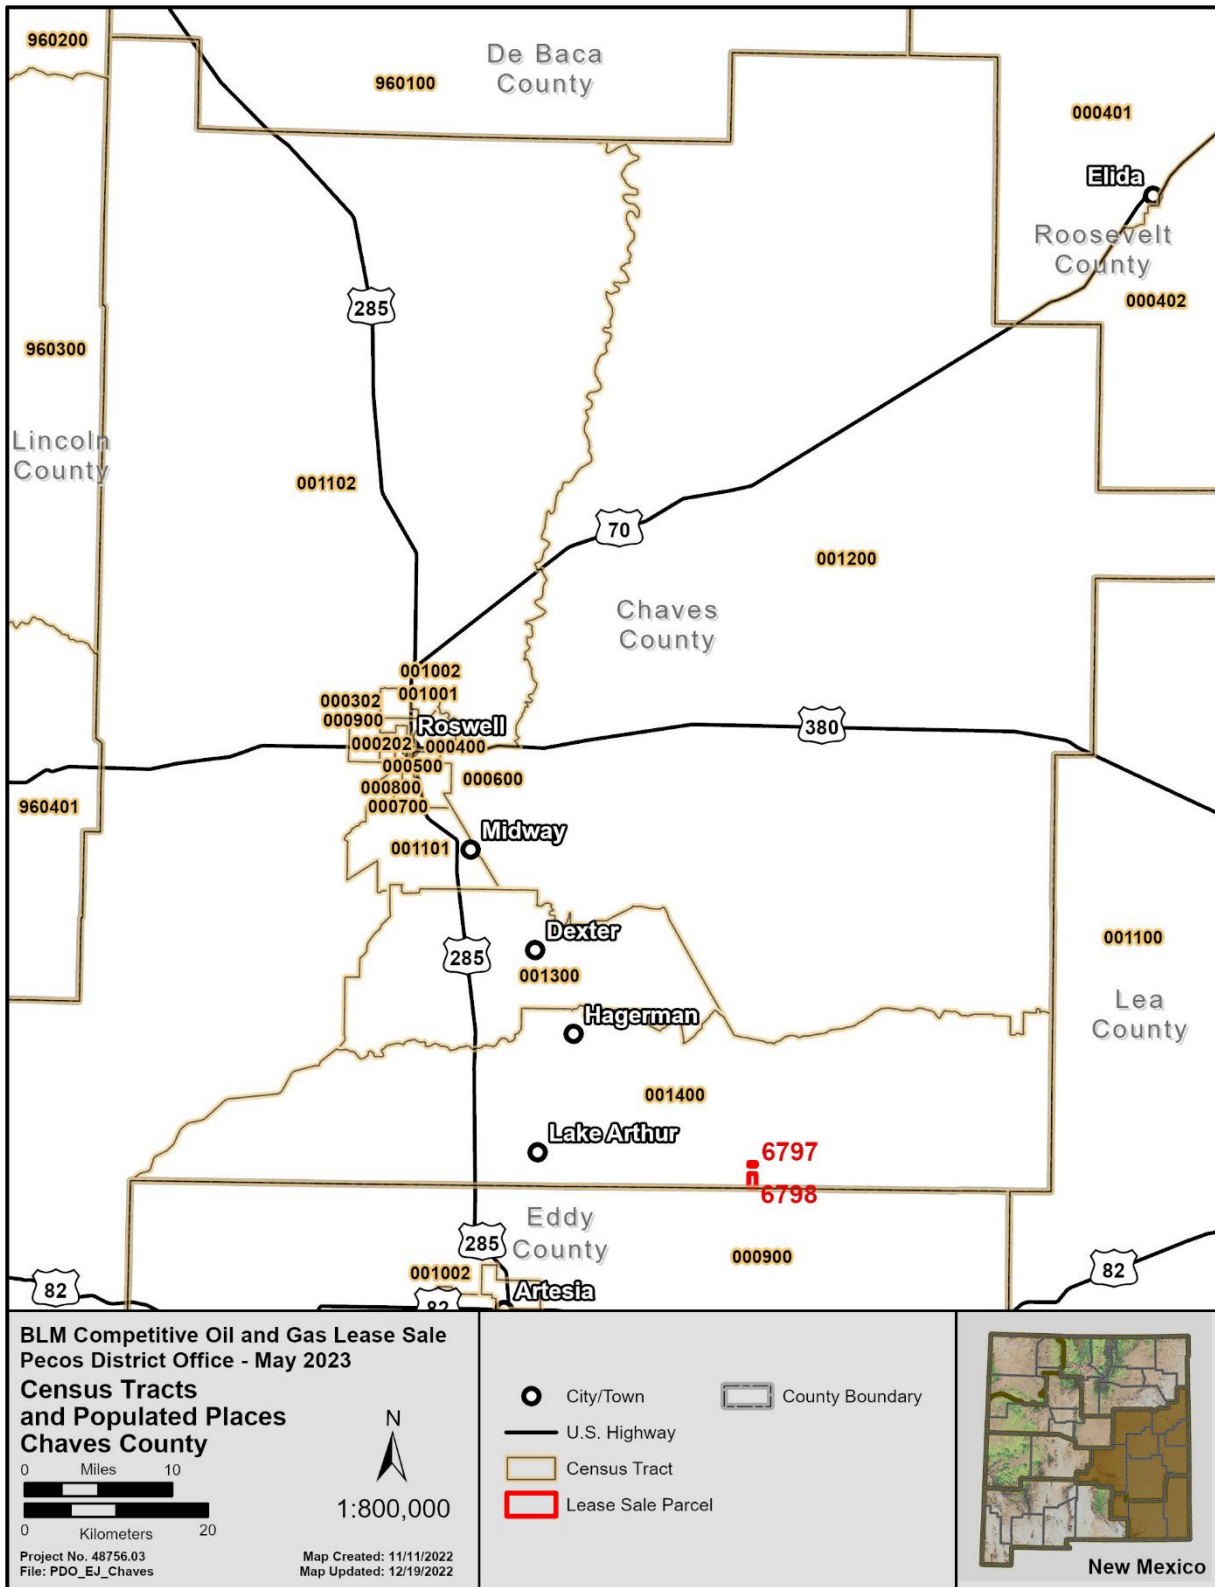 960200
De Baca
County
960100
000401
Elida
Roosevelt
County
000402
285
960300
Lincoln
County
001102
70
001200
Chaves
County
001002
001001
000302
000900
Roswell
380
000202
000400
000500
000600
000800
000700
960401
Midway
001101
Dexter
285
001300
001100
Hagerman
Lea
County
001400
Lake Arthur
6797
6798
Eddy
County
285
000900
001002
82
82
Artesia
82
BLM Competitive Oil and Gas Lease Sale
Pecos District Office - May 2023
Census Tracts
and Populated Places
Chaves County
N
0 Miles 10
0 Kilometers 20
1:800,000
Project No. 48756.03
File: PDO_EJ_Chaves
Map Created: 11/11/2022
Map Updated: 12/19/2022
City/Town
County Boundary
U.S. Highway
Census Tract
Lease Sale Parcel
New Mexico